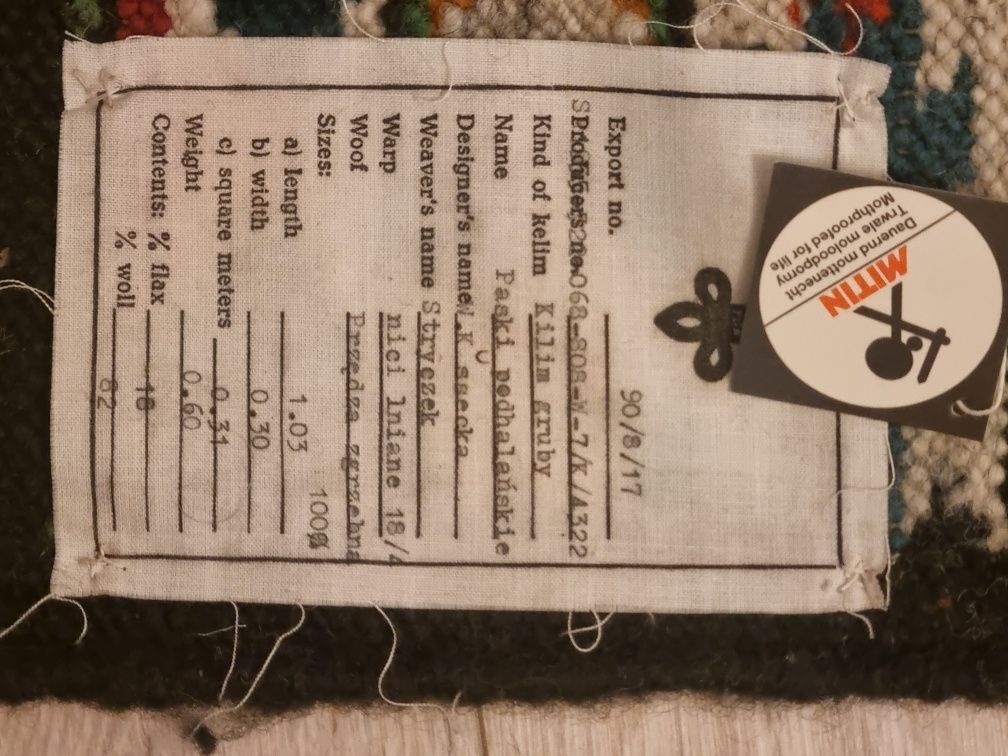 Export no. 90/8/17
Producers no. 068-808-W-7/K/4322
Kind of kelim Kilim gruby
Name Paski podhalańskie
Designer's name
Weaver's name Stryczek
Warp nici lniane 18/4
Woof Przędza zgrzebna
Sizes: 100%
a) length 1.03
b) width 0.30
c) square meters 0.31
Weight 0.60
Contents: % flax 18
% woll 82
MITIN
Dauernd mottenecht
Trwale moloodporny
Mothproofed for life